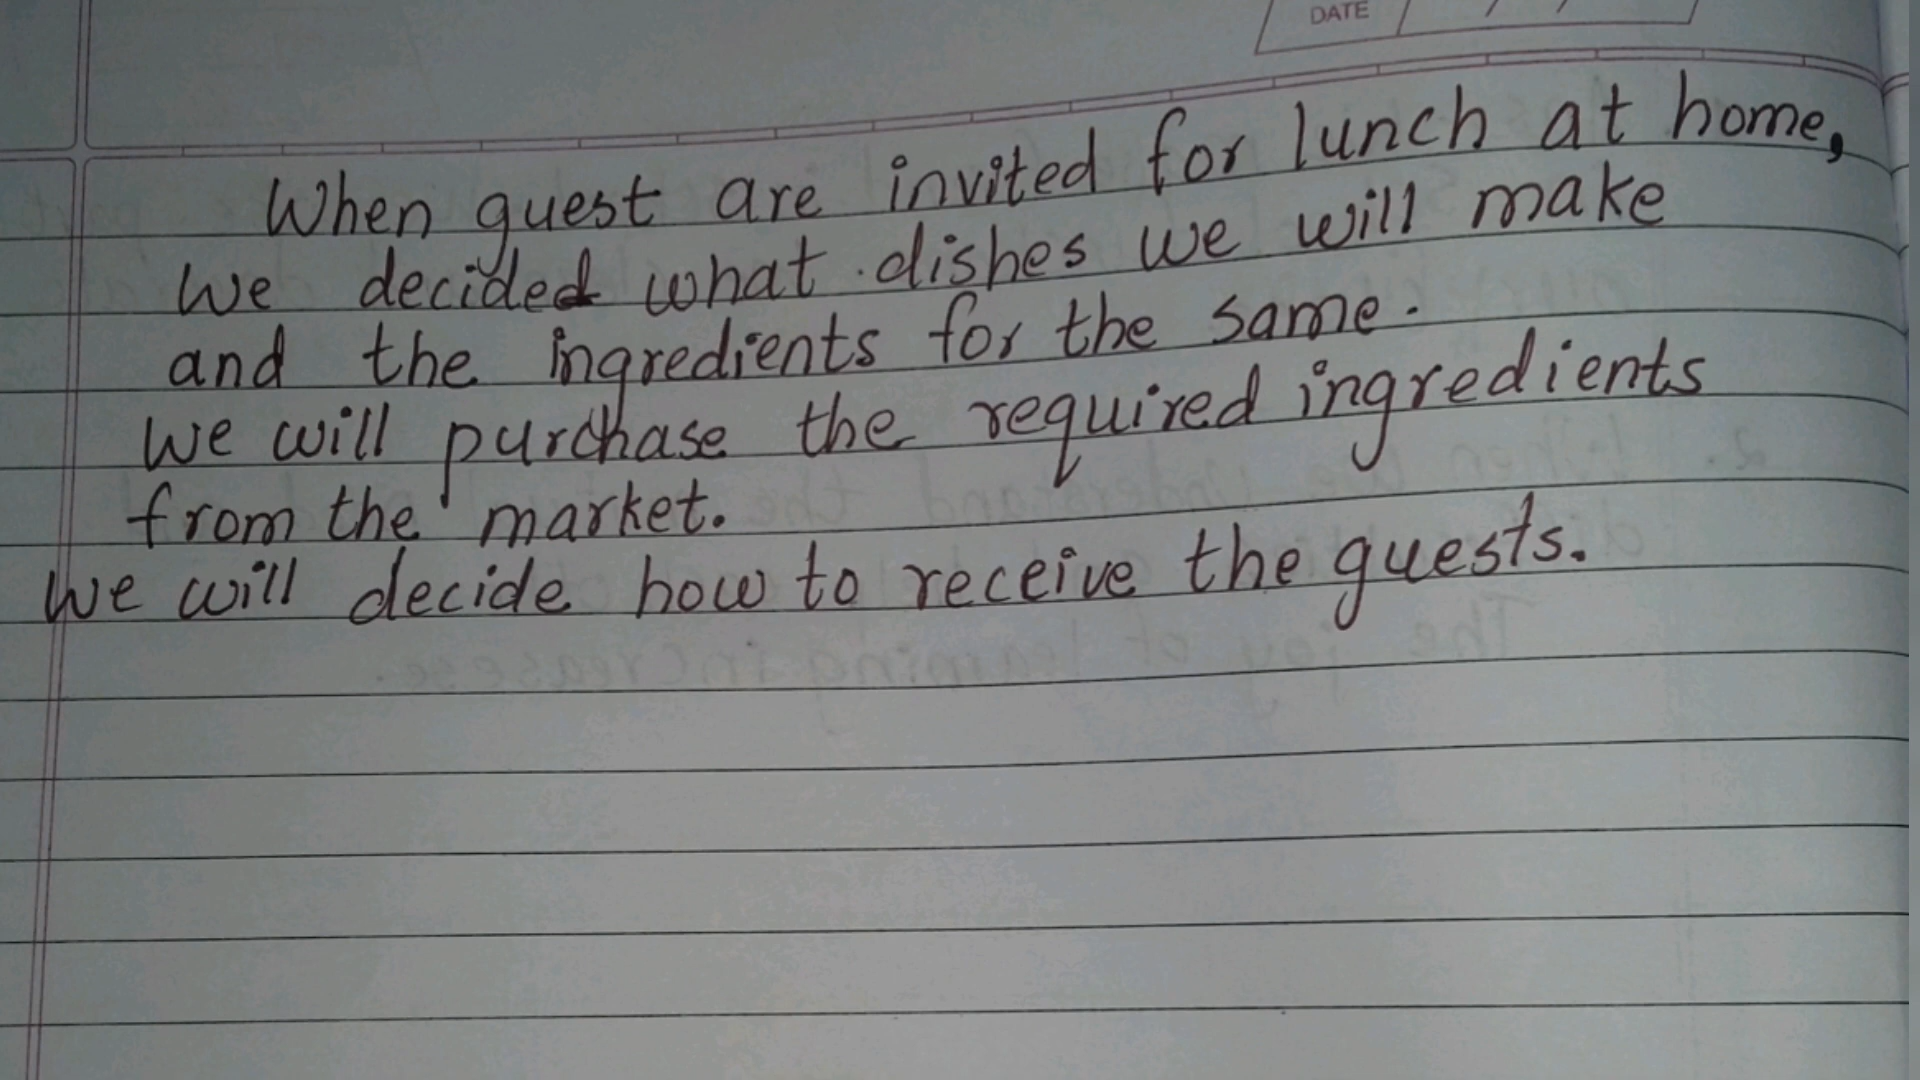 DATE / /
When guest are invited for lunch at home,
we decided what dishes we will make
and the ingredients for the same.
We will purchase the required ingredients
from the market.
We will decide how to receive the guests.